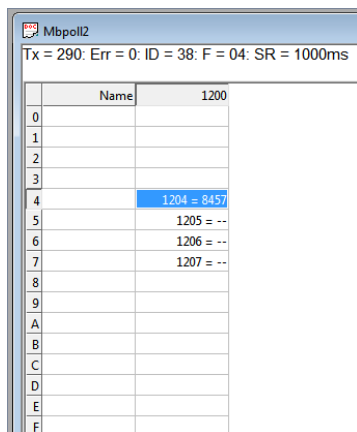 DOC
Mbpoll2
Tx = 290: Err = 0: ID = 38: F = 04: SR = 1000ms
Name 1200
0
1
2
3
4 1204 = 8457
5 1205 = --
6 1206 = --
7 1207 = --
8
9
A
B
C
D
E
F